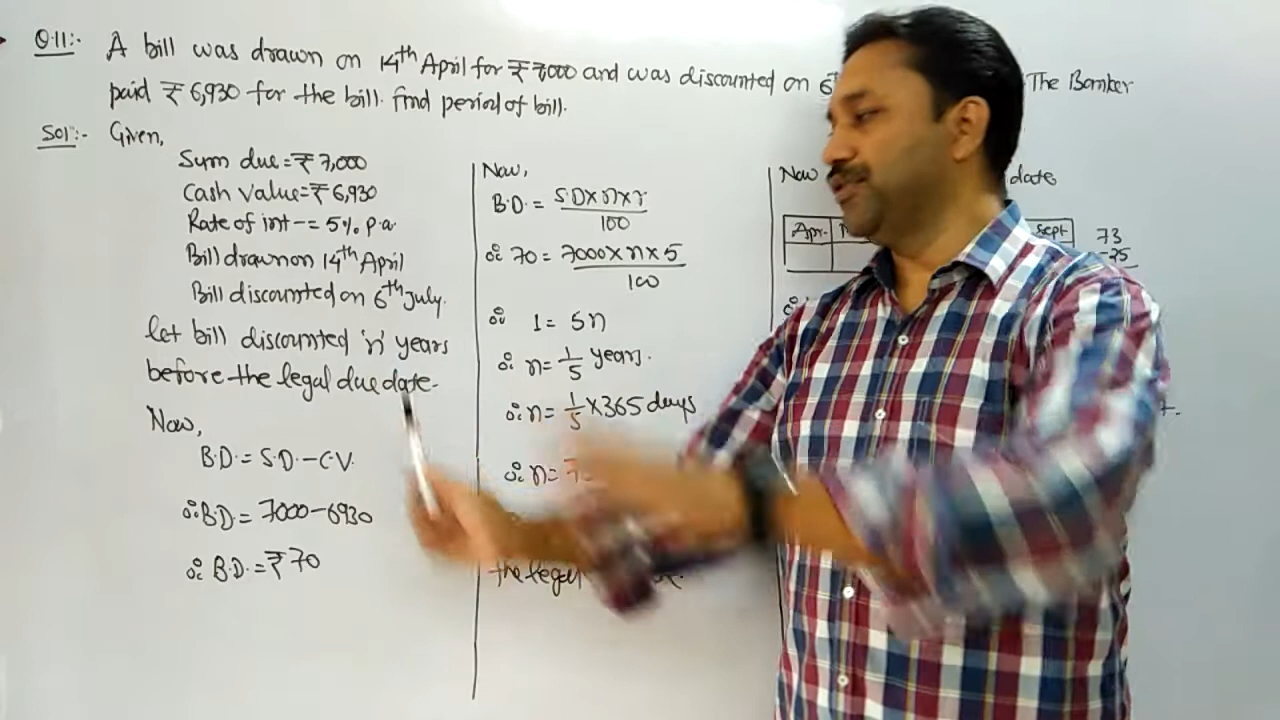 Q.11:- A bill was drawn on 14th April for ₹7000 and was discounted on 6th The Banker
paid ₹6,930 for the bill. find period of bill.
Sol:- Given,
Sum due = ₹7,000
Cash Value = ₹6,930
Rate of int- = 5% p.a
Bill drawn on 14th April
Bill discounted on 6th July.
let bill discounted 'n' years
before the legal due date-
Now,
B.D. = S.D. - C.V.
∴ B.D. = 7000 - 6930
∴ B.D. = ₹70
Now,
B.D. = S.D × n × r / 100
∴ 70 = 7000 × n × 5 / 100
∴ 1 = 5n
∴ n = 1/5 years.
∴ n = 1/5 × 365 days
∴ n =
the legal
Now date
Apr. Sept
73
-25